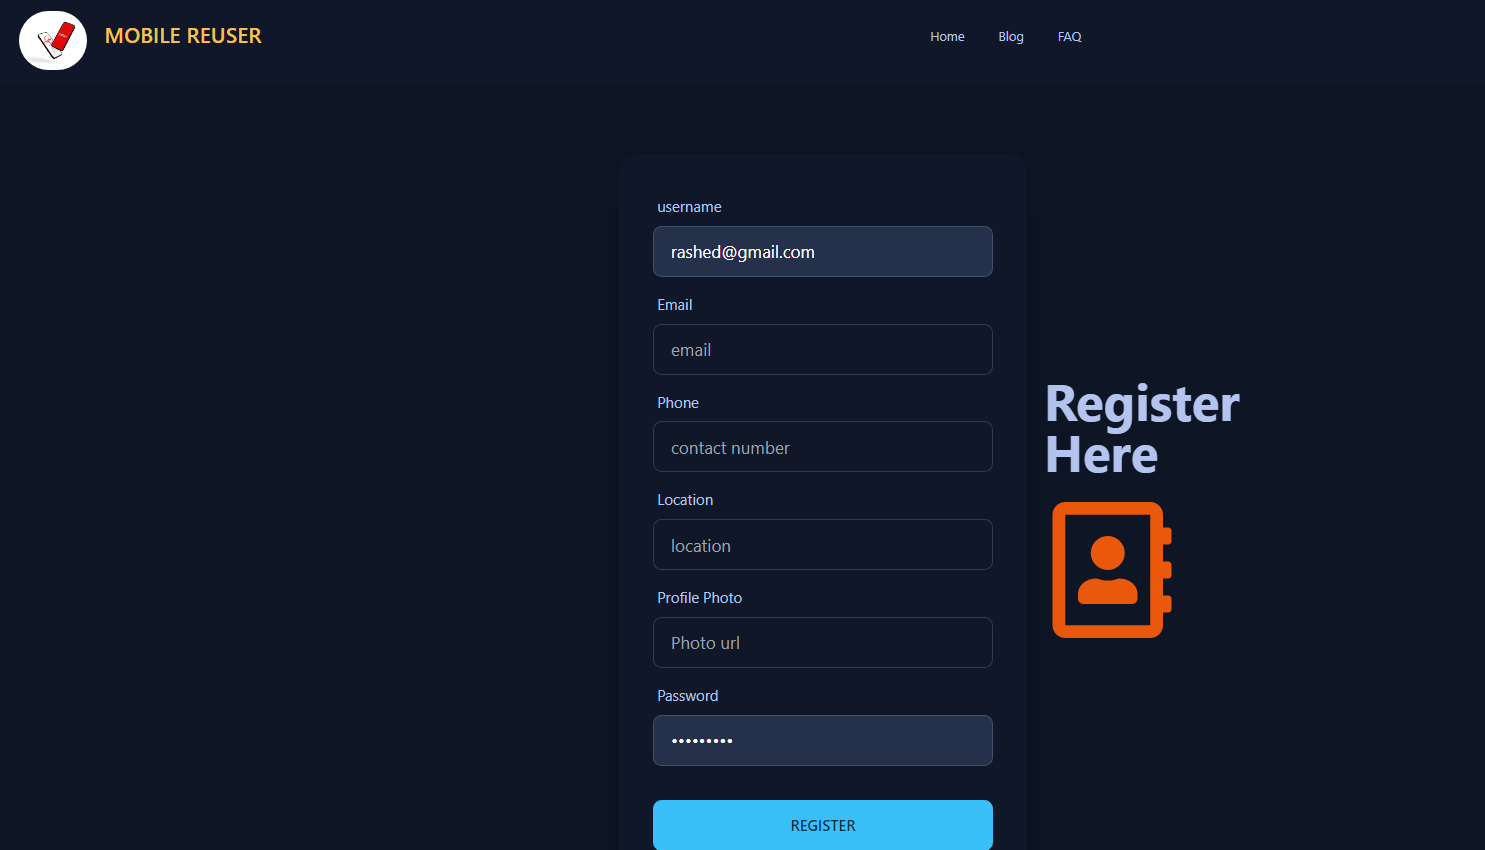 MOBILE REUSER
Home
Blog
FAQ
username
rashed@gmail.com
Email
email
Phone
contact number
Location
location
Profile Photo
Photo url
Password
•••••••••
REGISTER
Register
Here